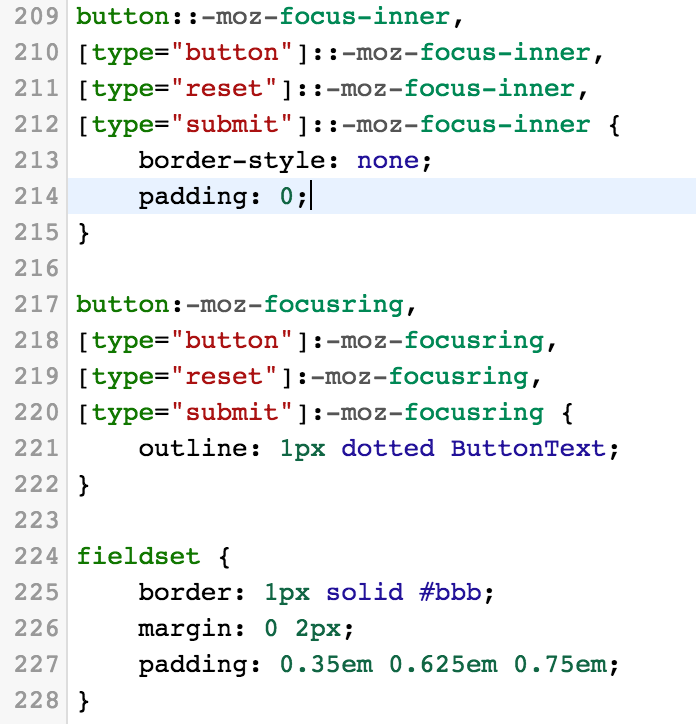 209 button::-moz-focus-inner,
210 [type="button"]::-moz-focus-inner,
211 [type="reset"]::-moz-focus-inner,
212 [type="submit"]::-moz-focus-inner {
213     border-style: none;
214     padding: 0;
215 }
216
217 button:-moz-focusring,
218 [type="button"]:-moz-focusring,
219 [type="reset"]:-moz-focusring,
220 [type="submit"]:-moz-focusring {
221     outline: 1px dotted ButtonText;
222 }
223
224 fieldset {
225     border: 1px solid #bbb;
226     margin: 0 2px;
227     padding: 0.35em 0.625em 0.75em;
228 }